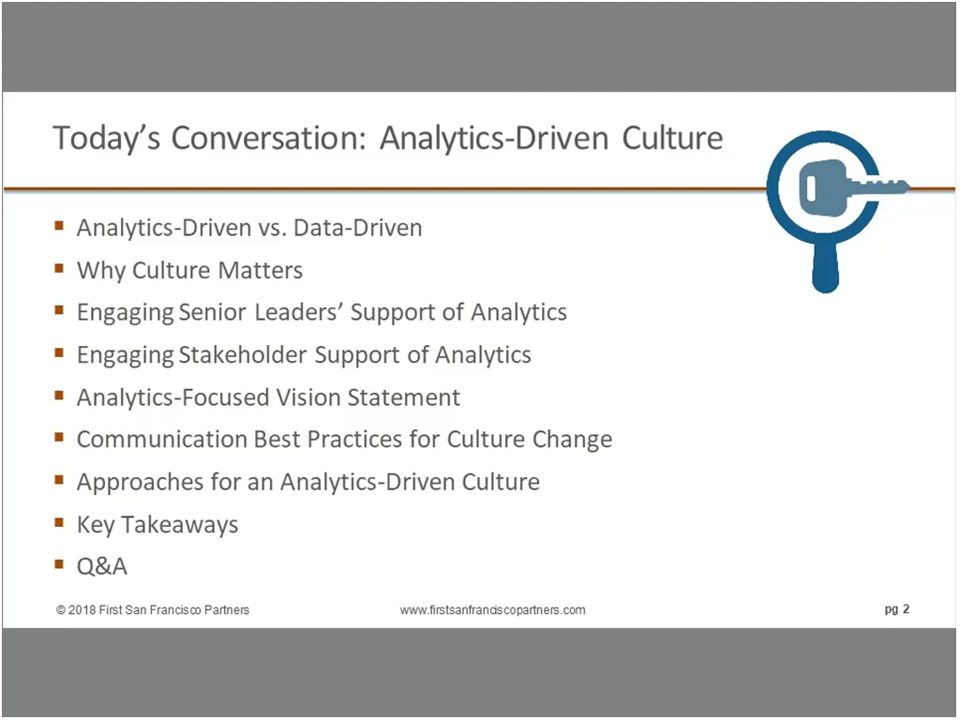 Today’s Conversation: Analytics-Driven Culture
▪ Analytics-Driven vs. Data-Driven
▪ Why Culture Matters
▪ Engaging Senior Leaders’ Support of Analytics
▪ Engaging Stakeholder Support of Analytics
▪ Analytics-Focused Vision Statement
▪ Communication Best Practices for Culture Change
▪ Approaches for an Analytics-Driven Culture
▪ Key Takeaways
▪ Q&A
© 2018 First San Francisco Partners www.firstsanfranciscopartners.com pg 2